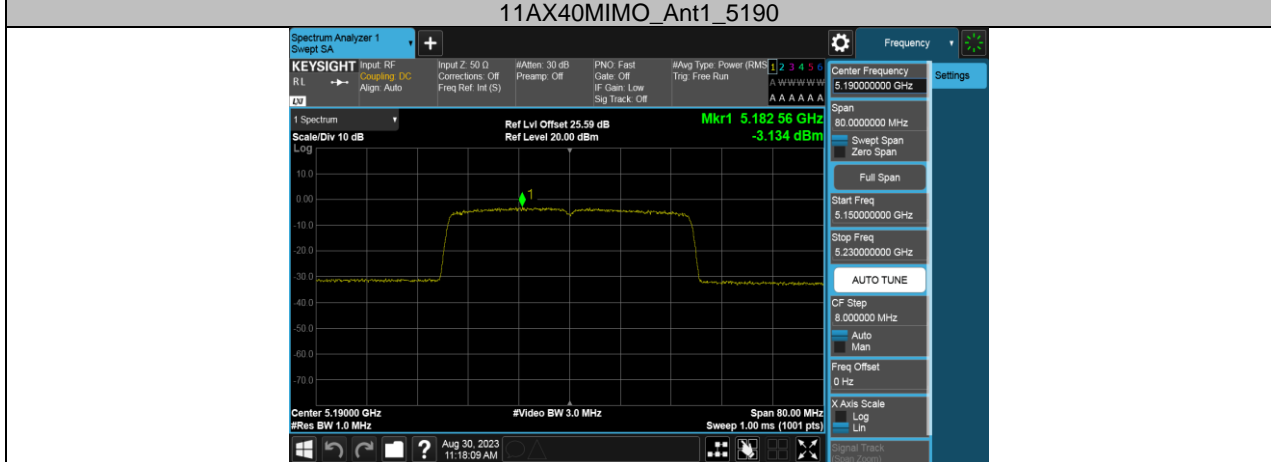 11AX40MIMO_Ant1_5190
Spectrum Analyzer 1
Swept SA
Frequency
KEYSIGHT
RL
LXI
Input: RF
Coupling: DC
Align: Auto
Input Z: 50 Ω
Corrections: Off
Freq Ref: Int (S)
#Atten: 30 dB
Preamp: Off
PNO: Fast
Gate: Off
IF Gain: Low
Sig Track: Off
#Avg Type: Power (RMS
Trig: Free Run
1 2 3 4 5 6
A W W W W W
A A A A A A
1 Spectrum
Scale/Div 10 dB
Log
Ref Lvl Offset 25.59 dB
Ref Level 20.00 dBm
Mkr1 5.182 56 GHz
-3.134 dBm
10.0
0.00
-10.0
-20.0
-30.0
-40.0
-50.0
-60.0
-70.0
1
Center 5.19000 GHz
#Res BW 1.0 MHz
#Video BW 3.0 MHz
Span 80.00 MHz
Sweep 1.00 ms (1001 pts)
Aug 30, 2023
11:18:09 AM
Center Frequency
5.190000000 GHz
Span
80.0000000 MHz
Swept Span
Zero Span
Full Span
Start Freq
5.150000000 GHz
Stop Freq
5.230000000 GHz
AUTO TUNE
CF Step
8.000000 MHz
Auto
Man
Freq Offset
0 Hz
X Axis Scale
Log
Lin
Signal Track
(Span Zoom)
Settings